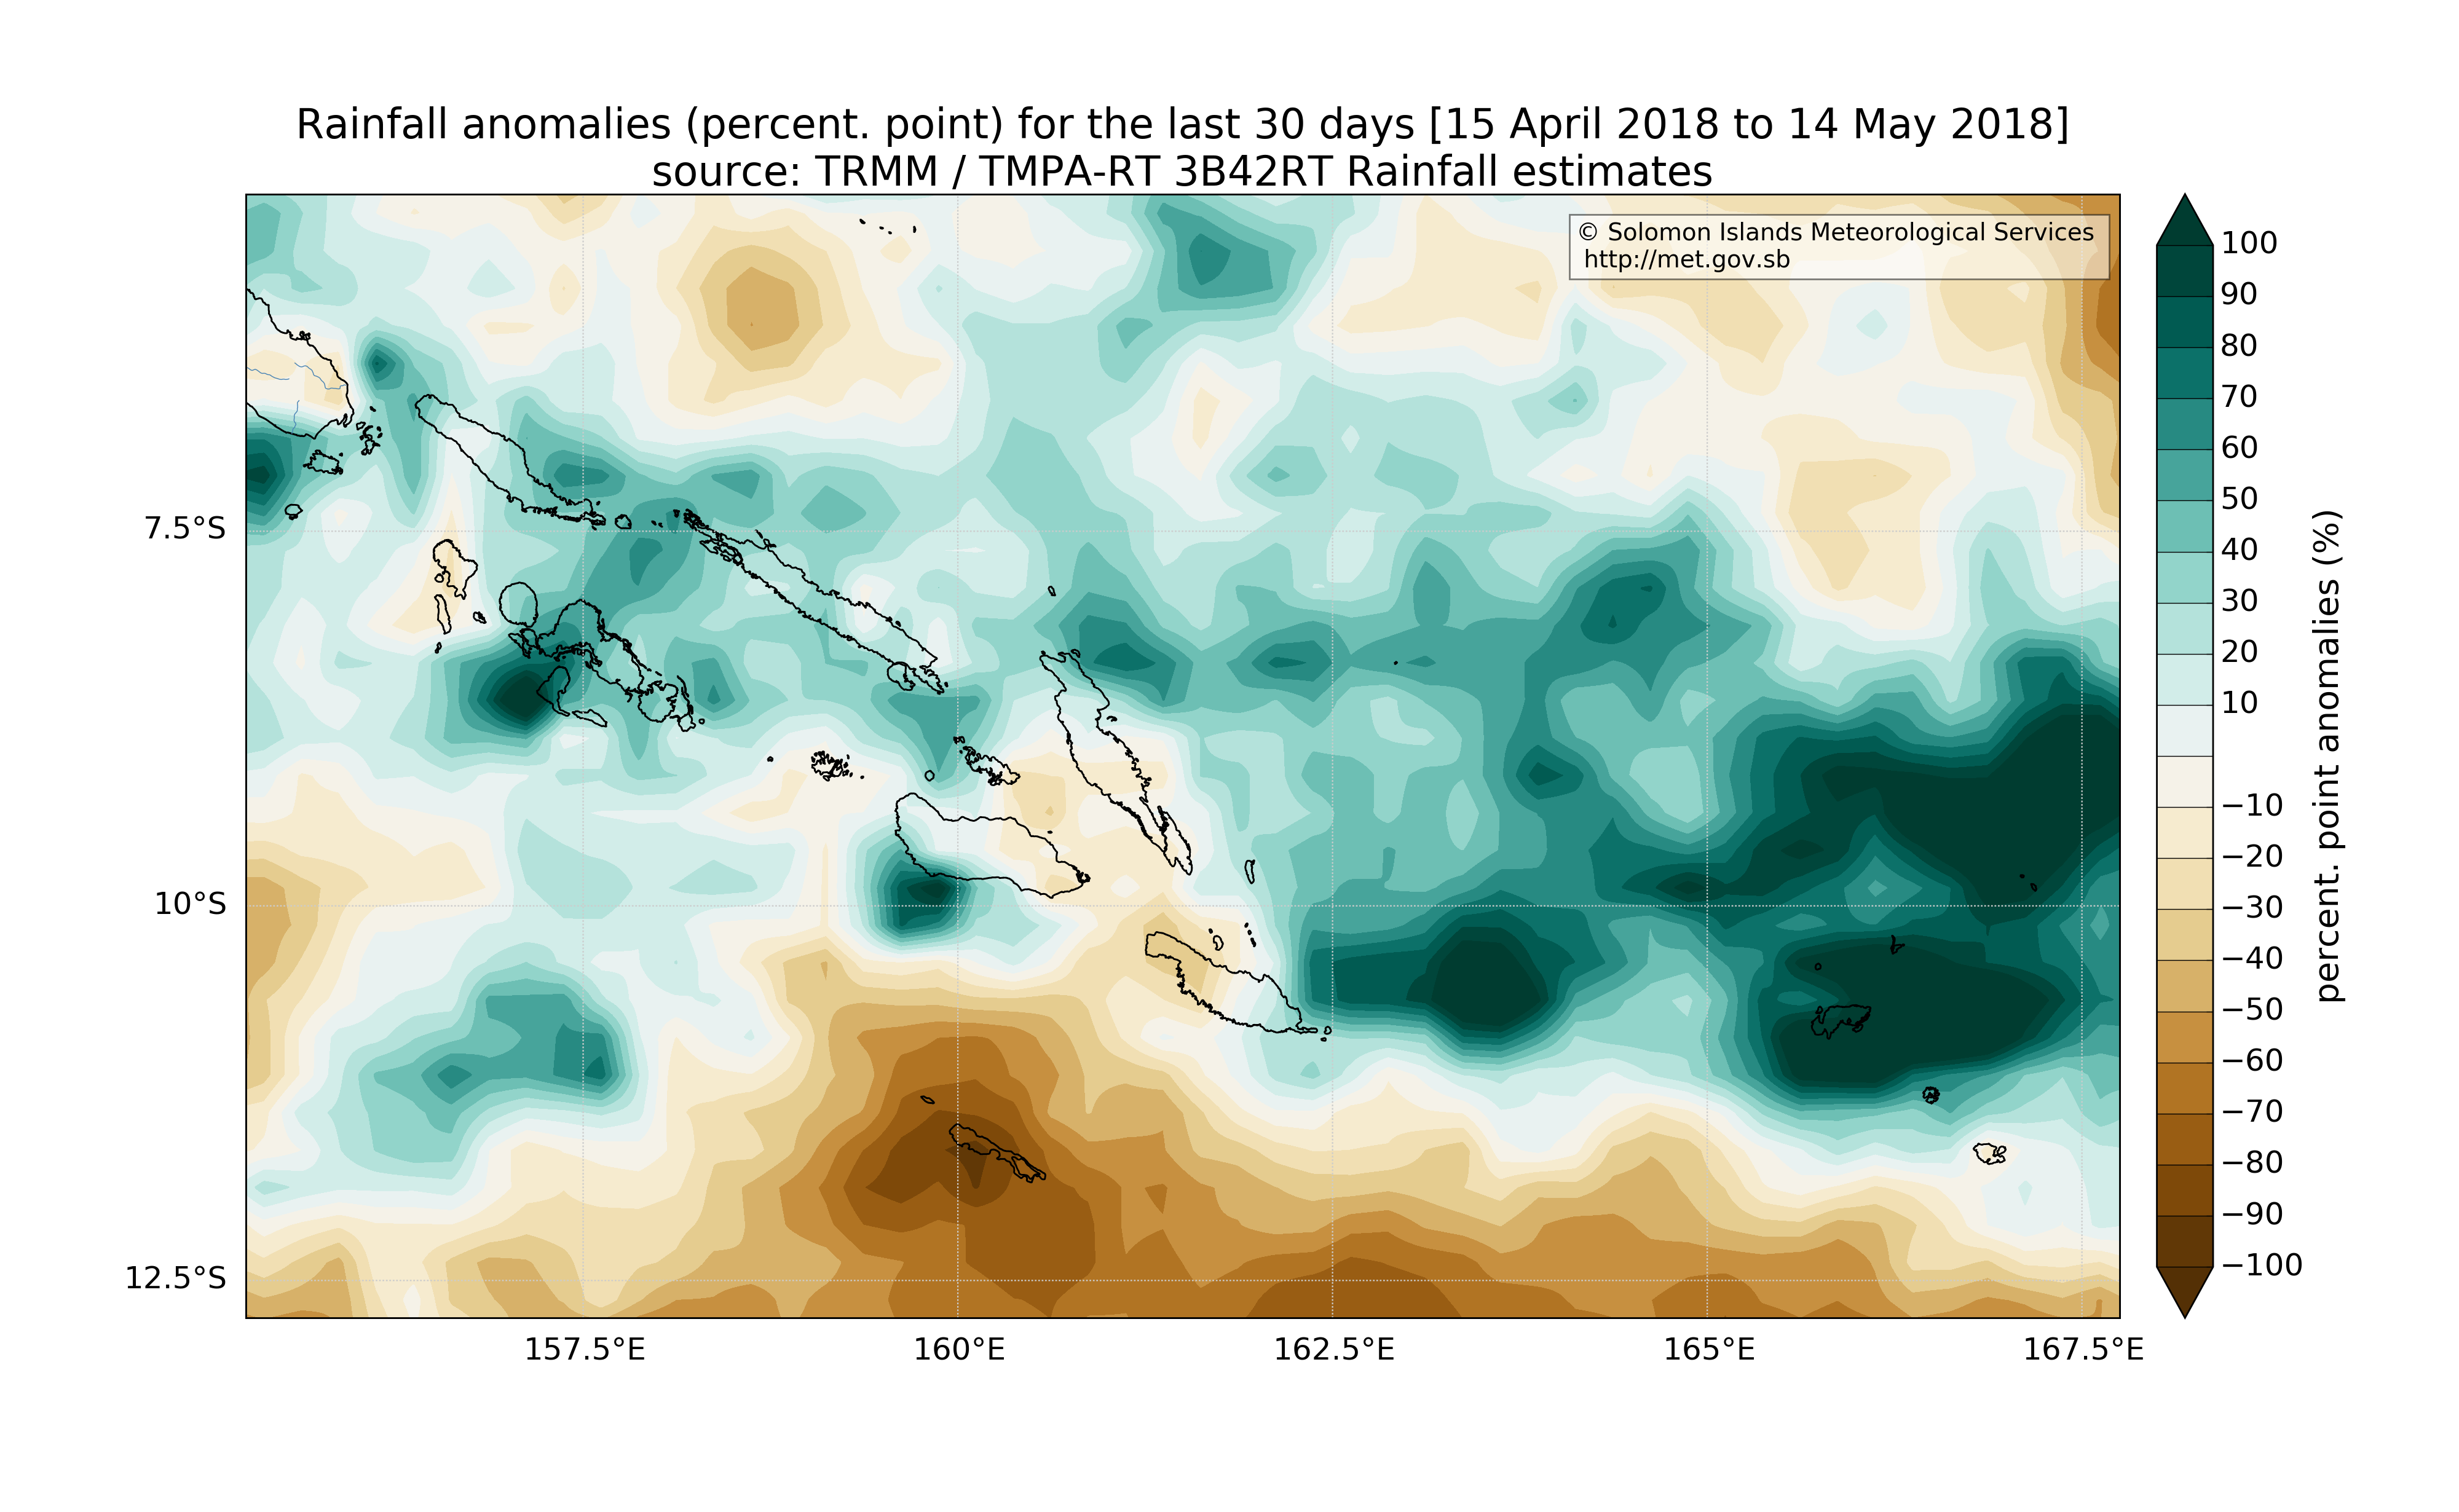 Rainfall anomalies (percent. point) for the last 30 days [15 April 2018 to 14 May 2018]
source: TRMM / TMPA-RT 3B42RT Rainfall estimates
© Solomon Islands Meteorological Services
http://met.gov.sb
7.5°S
10°S
12.5°S
157.5°E
160°E
162.5°E
165°E
167.5°E
100
90
80
70
60
50
40
30
20
10
−10
−20
−30
−40
−50
−60
−70
−80
−90
−100
percent. point anomalies (%)